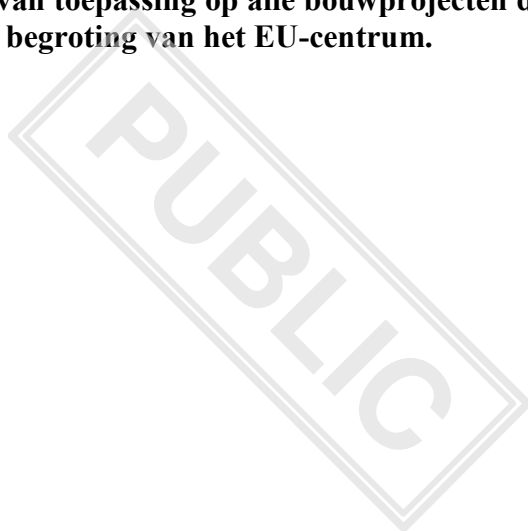 van toepassing op alle bouwprojecten
begroting van het EU-centrum.
PUBLIC